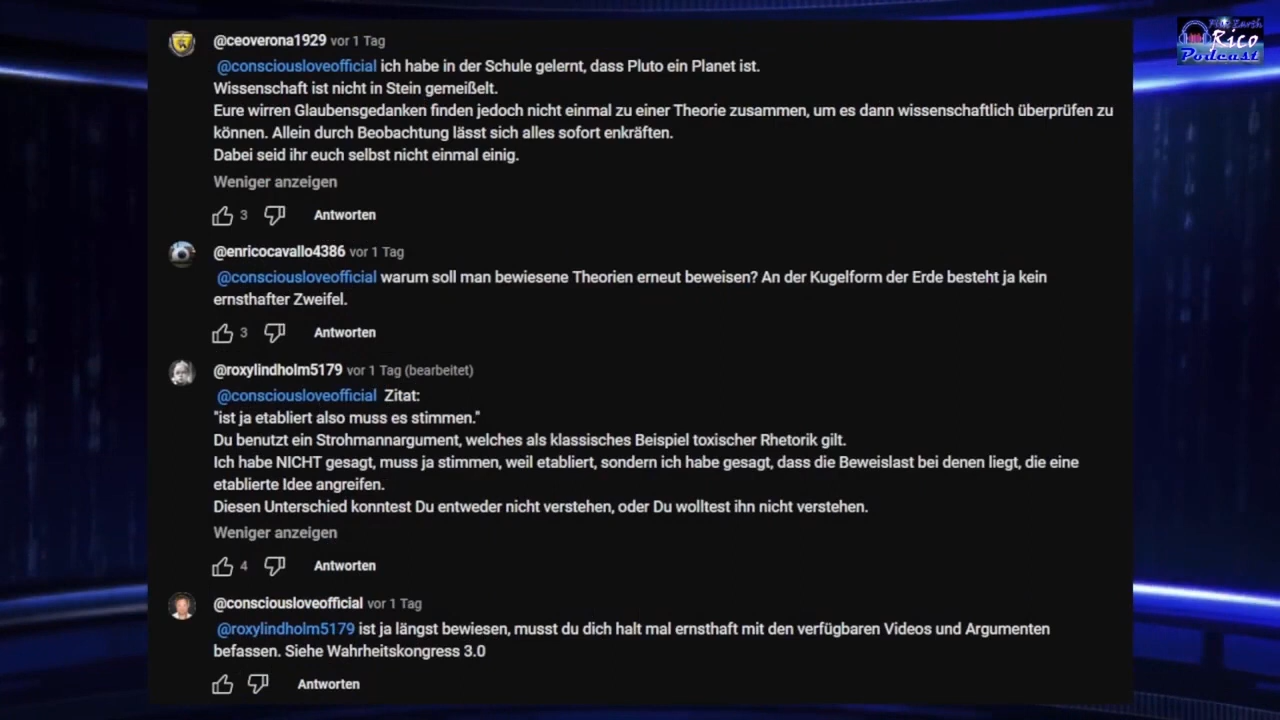 Flat Earth
Rico
Podcast
@ceoverona1929 vor 1 Tag
@consciousloveofficial ich habe in der Schule gelernt, dass Pluto ein Planet ist.
Wissenschaft ist nicht in Stein gemeißelt.
Eure wirren Glaubensgedanken finden jedoch nicht einmal zu einer Theorie zusammen, um es dann wissenschaftlich überprüfen zu
können. Allein durch Beobachtung lässt sich alles sofort enkräften.
Dabei seid ihr euch selbst nicht einmal einig.
Weniger anzeigen
3 Antworten
@enricocavallo4386 vor 1 Tag
@consciousloveofficial warum soll man bewiesene Theorien erneut beweisen? An der Kugelform der Erde besteht ja kein
ernsthafter Zweifel.
3 Antworten
@roxylindholm5179 vor 1 Tag (bearbeitet)
@consciousloveofficial Zitat:
"ist ja etabliert also muss es stimmen."
Du benutzt ein Strohmannargument, welches als klassisches Beispiel toxischer Rhetorik gilt.
Ich habe NICHT gesagt, muss ja stimmen, weil etabliert, sondern ich habe gesagt, dass die Beweislast bei denen liegt, die eine
etablierte Idee angreifen.
Diesen Unterschied konntest Du entweder nicht verstehen, oder Du wolltest ihn nicht verstehen.
Weniger anzeigen
4 Antworten
@consciousloveofficial vor 1 Tag
@roxylindholm5179 ist ja längst bewiesen, musst du dich halt mal ernsthaft mit den verfügbaren Videos und Argumenten
befassen. Siehe Wahrheitskongress 3.0
Antworten